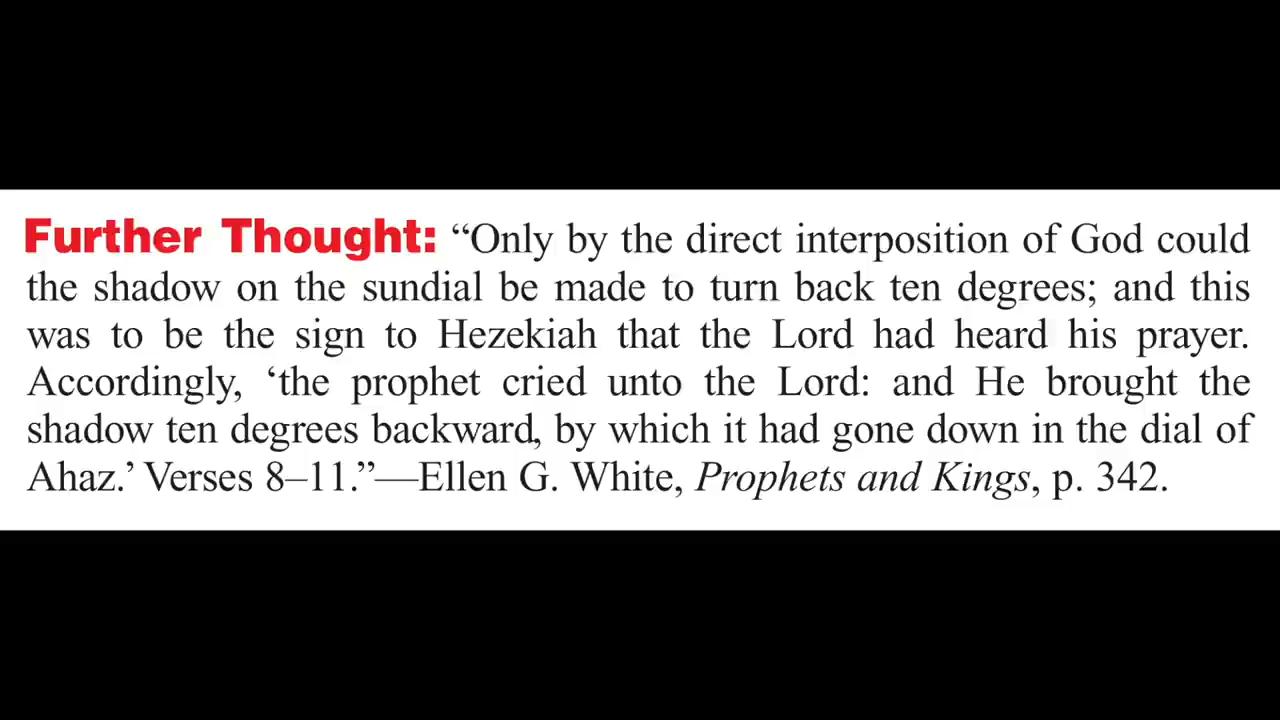 Further Thought: “Only by the direct interposition of God could
the shadow on the sundial be made to turn back ten degrees; and this
was to be the sign to Hezekiah that the Lord had heard his prayer.
Accordingly, ‘the prophet cried unto the Lord: and He brought the
shadow ten degrees backward, by which it had gone down in the dial of
Ahaz.’ Verses 8–11.”—Ellen G. White, Prophets and Kings, p. 342.